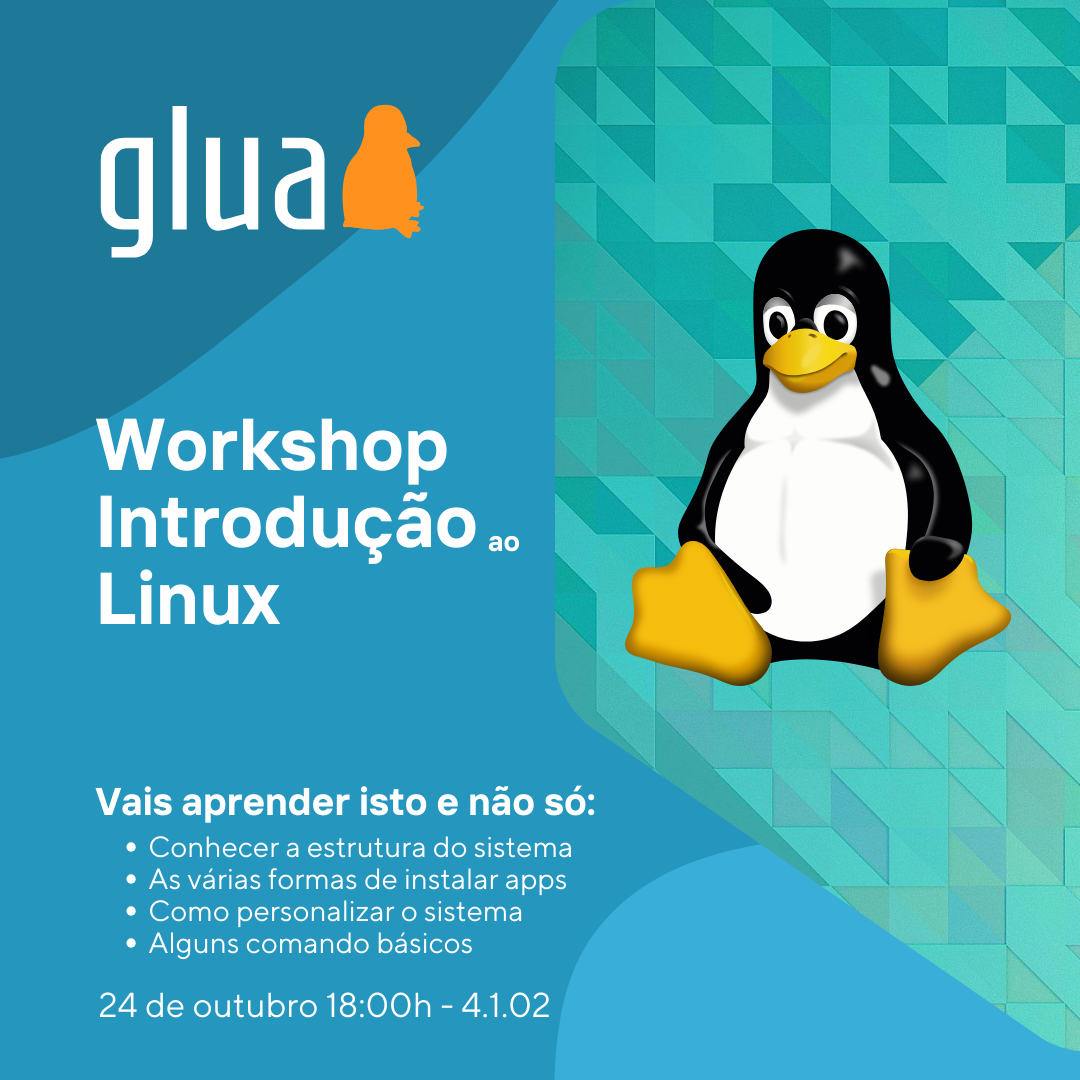 glua
Workshop
Introdução ao
Linux
Vais aprender isto e não só:
• Conhecer a estrutura do sistema
• As várias formas de instalar apps
• Como personalizar o sistema
• Alguns comando básicos
24 de outubro 18:00h - 4.1.02